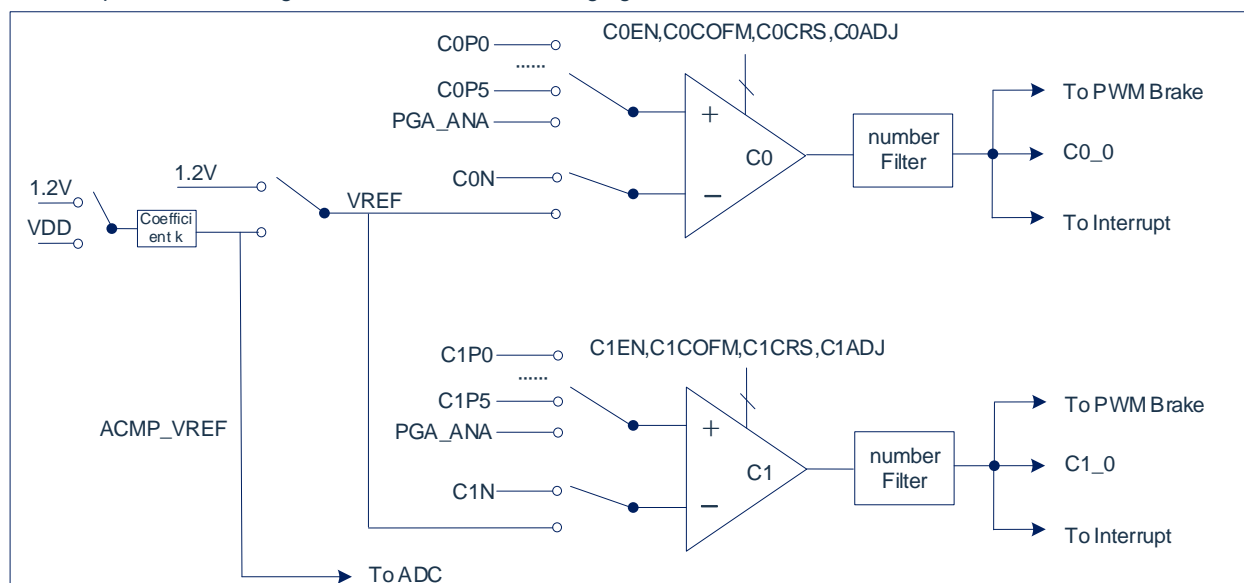 C0EN,C0COFM,C0CRS,C0ADJ
C0P0
......
C0P5
PGA_ANA
+
C0
−
C0N
number
Filter
To PWM Brake
C0_0
To Interrupt
1.2V
VDD
Coeffici
ent k
1.2V
VREF
C1EN,C1COFM,C1CRS,C1ADJ
C1P0
......
C1P5
PGA_ANA
+
C1
−
C1N
number
Filter
To PWM Brake
C1_0
To Interrupt
ACMP_VREF
To ADC